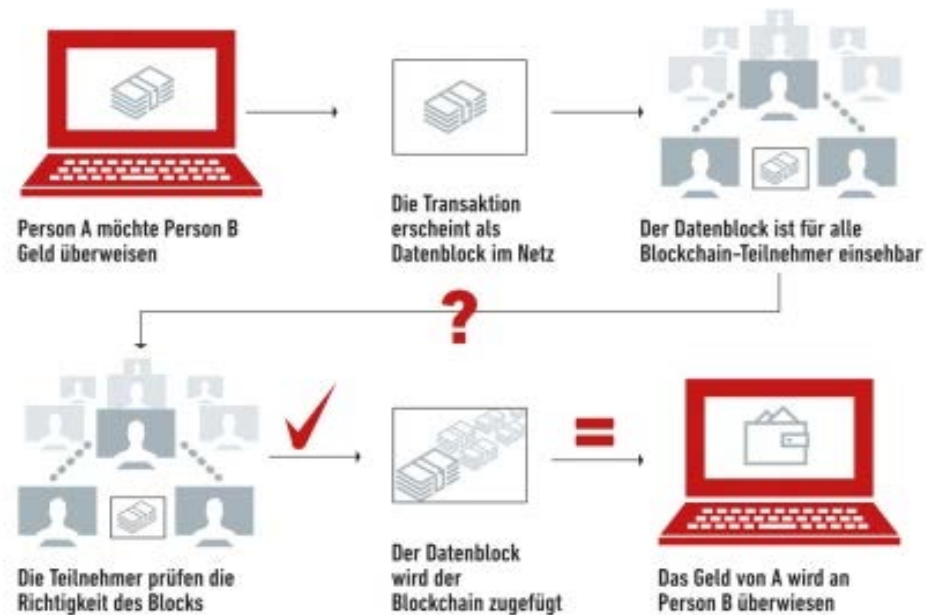 Person A möchte Person B
Geld überweisen
Die Transaktion
erscheint als
Datenblock im Netz
Der Datenblock ist für alle
Blockchain-Teilnehmer einsehbar
?
Die Teilnehmer prüfen die
Richtigkeit des Blocks
Der Datenblock
wird der
Blockchain zugefügt
=
Das Geld von A wird an
Person B überwiesen